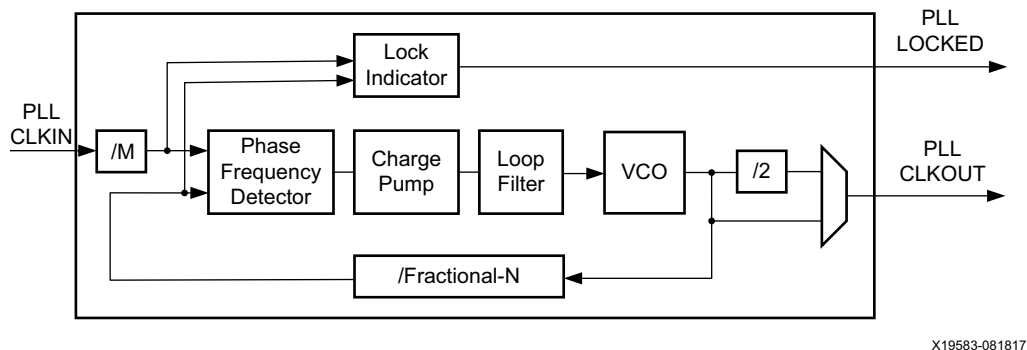 PLL
LOCKED
Lock
Indicator
PLL
CLKIN
/M
Phase
Frequency
Detector
Charge
Pump
Loop
Filter
VCO
/2
PLL
CLKOUT
/Fractional-N
X19583-081817